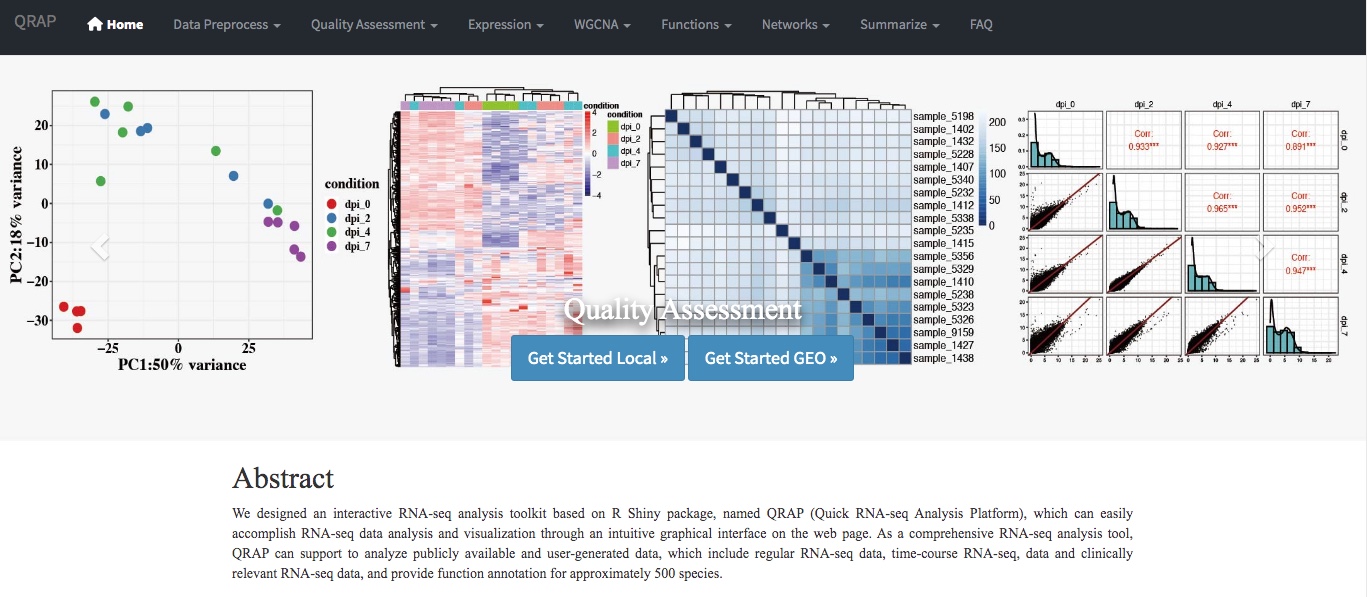 QRAP Home Data Preprocess Quality Assessment Expression WGCNA Functions Networks Summarize FAQ
20
10
0
−10
−20
−30
−25 0 25
PC2:18% variance
PC1:50% variance
condition
dpi_0
dpi_2
dpi_4
dpi_7
condition
4
2
0
−2
−4
condition
dpi_0
dpi_2
dpi_4
dpi_7
sample_5198
sample_1402
sample_1432
sample_5228
sample_1407
sample_5340
sample_5232
sample_1412
sample_5338
sample_5235
sample_1415
sample_5356
sample_5329
sample_1410
sample_5238
sample_5323
sample_5326
sample_9159
sample_1427
sample_1438
200
150
100
50
0
dpi_0 dpi_2 dpi_4 dpi_7
Corr: Corr: Corr:
0.933*** 0.927*** 0.891***
dpi_0
Corr: Corr:
0.965*** 0.952***
dpi_2
Corr:
0.947***
dpi_4
dpi_7
Quality Assessment
Get Started Local » Get Started GEO »
Abstract
We designed an interactive RNA-seq analysis toolkit based on R Shiny package, named QRAP (Quick RNA-seq Analysis Platform), which can easily
accomplish RNA-seq data analysis and visualization through an intuitive graphical interface on the web page. As a comprehensive RNA-seq analysis tool,
QRAP can support to analyze publicly available and user-generated data, which include regular RNA-seq data, time-course RNA-seq, data and clinically
relevant RNA-seq data, and provide function annotation for approximately 500 species.